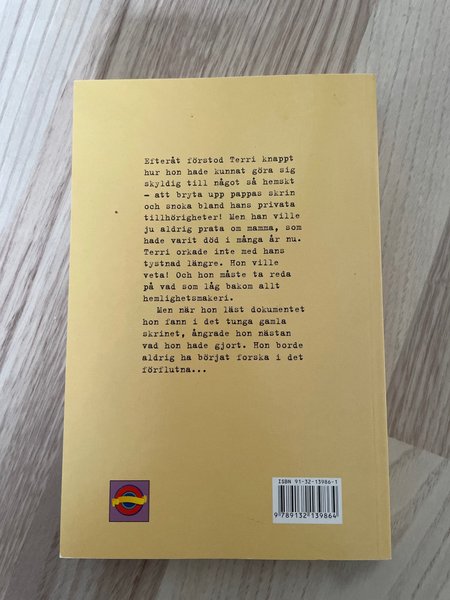 Efteråt förstod Terri knappt
hur hon hade kunnat göra sig
skyldig till något så hemskt
– att bryta upp pappas skrin
och snoka bland hans privata
tillhörigheter! Men han ville
ju aldrig prata om mamma, som
hade varit död i många år nu.
Terri orkade inte med hans
tystnad längre. Hon ville
veta! Och hon måste ta reda
på vad som låg bakom allt
hemlighetsmakeri.
Men när hon läst dokumentet
hon fann i det tunga gamla
skrinet, ångrade hon nästan
vad hon hade gjort. Hon borde
aldrig ha börjat forska i det
förflutna...
ISBN 91-32-13986-1
9 789132 139864